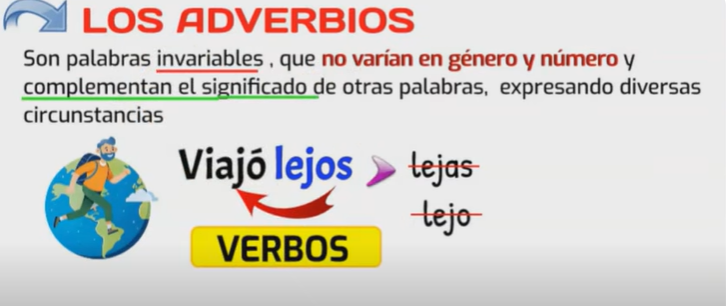 LOS ADVERBIOS
Son palabras invariables , que no varían en género y número y
complementan el significado de otras palabras, expresando diversas
circunstancias
Viajó lejos lejas
lejo
VERBOS